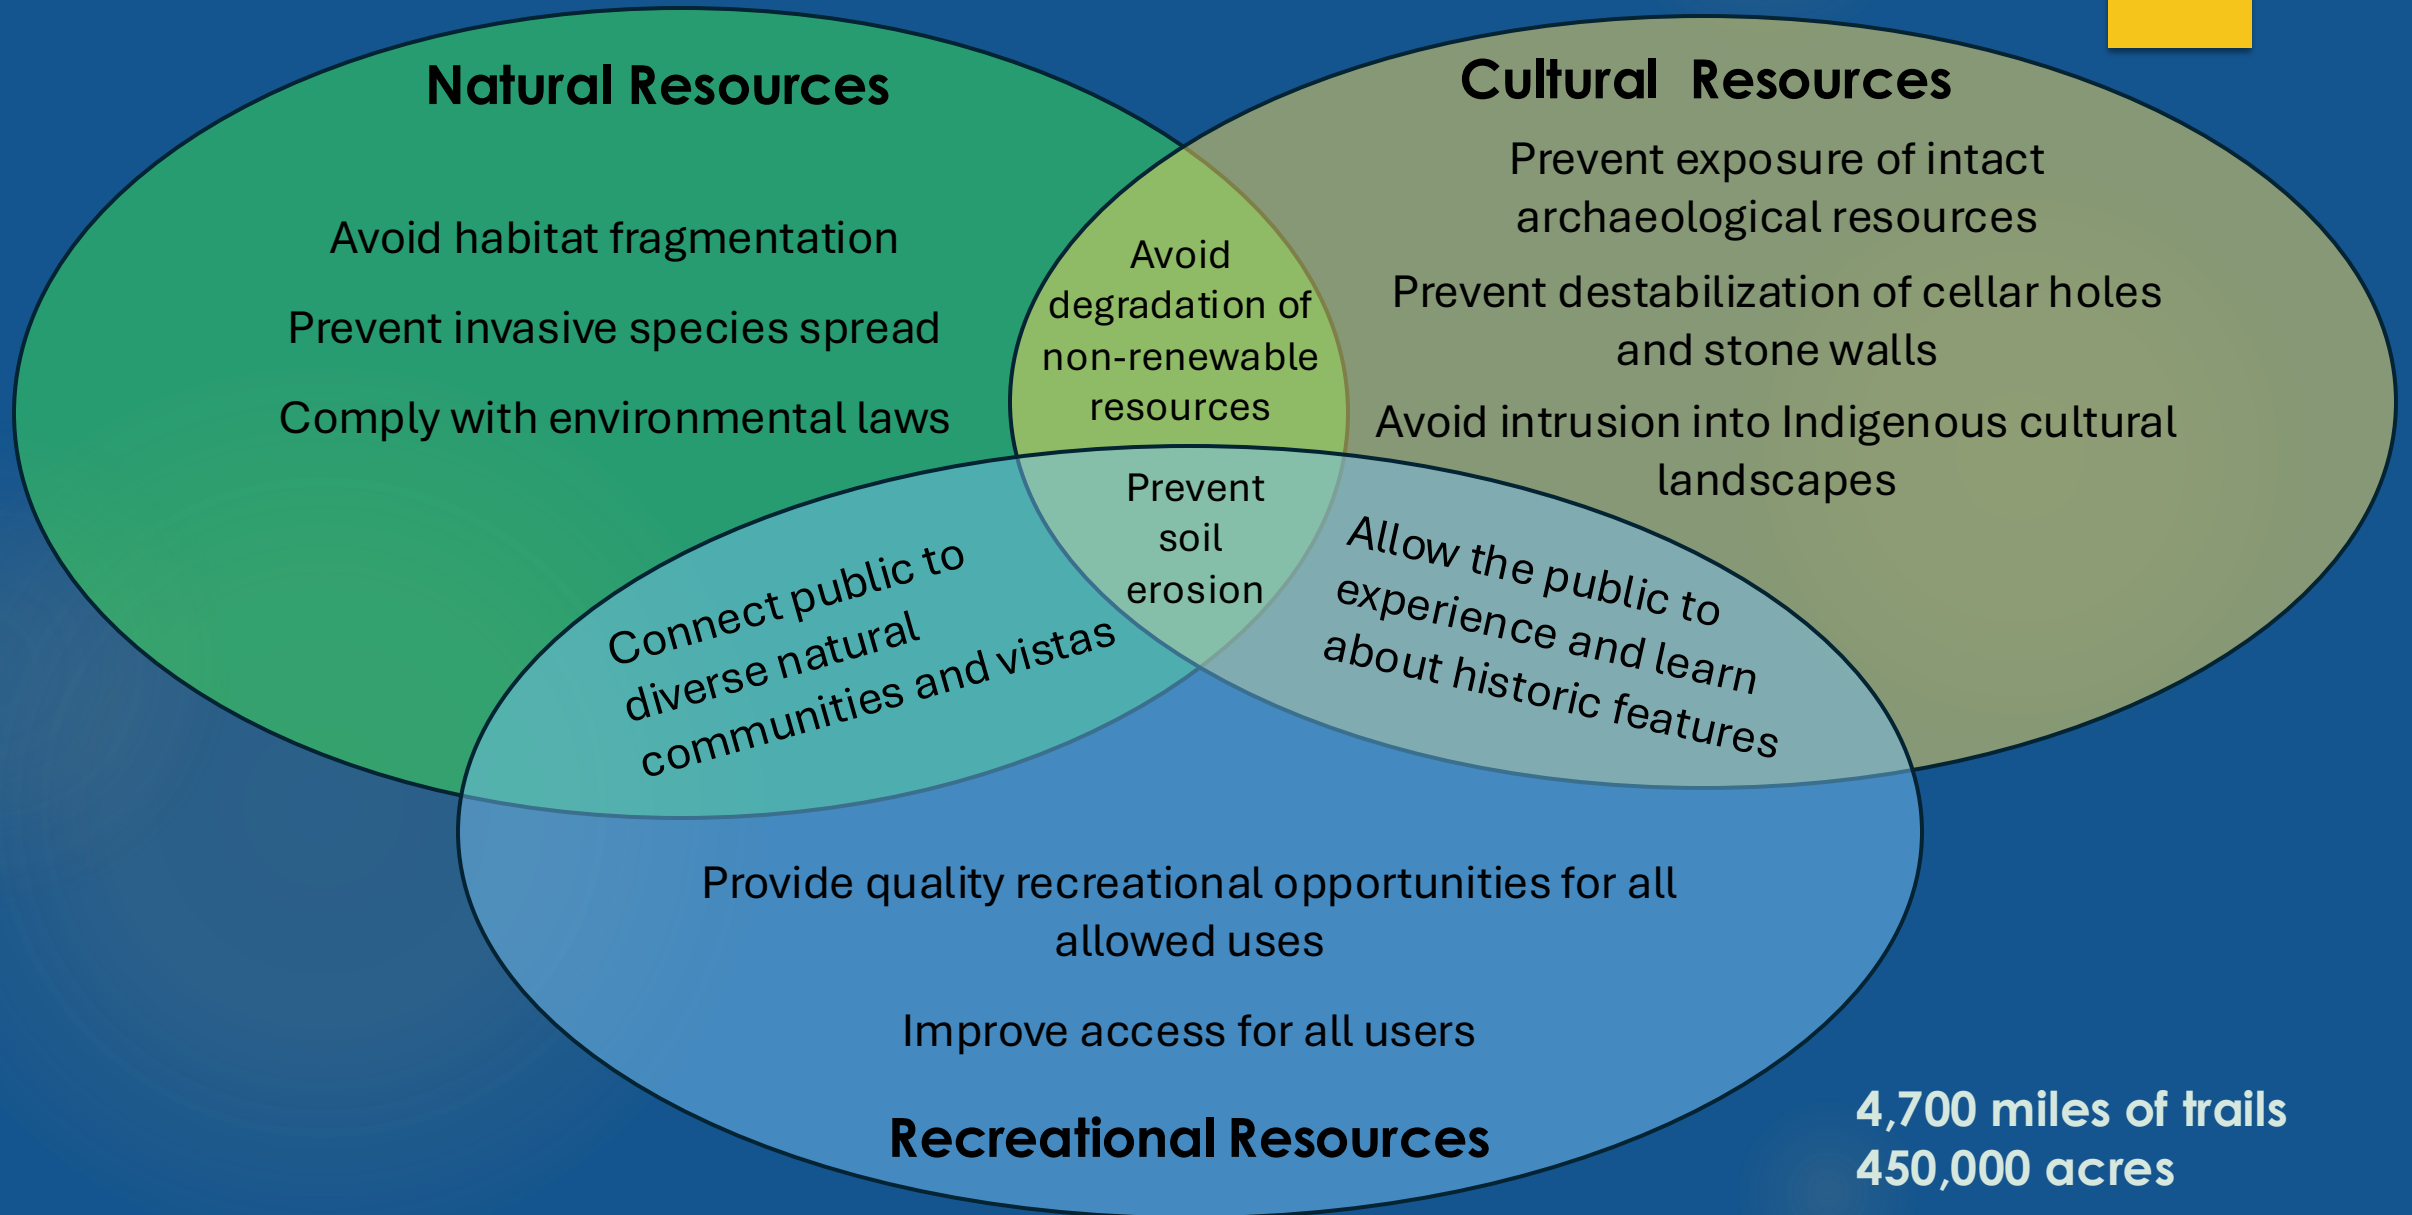 Natural Resources
Avoid habitat fragmentation
Prevent invasive species spread
Comply with environmental laws
Cultural Resources
Prevent exposure of intact
archaeological resources
Prevent destabilization of cellar holes
and stone walls
Avoid intrusion into Indigenous cultural
landscapes
Avoid
degradation of
non-renewable
resources
Prevent
soil
erosion
Connect public to
diverse natural
communities and vistas
Allow the public to
experience and learn
about historic features
Provide quality recreational opportunities for all
allowed uses
Improve access for all users
Recreational Resources
4,700 miles of trails
450,000 acres